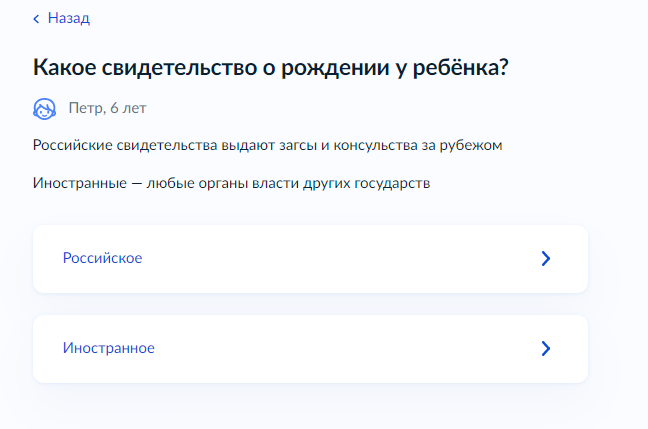 Назад
Какое свидетельство о рождении у ребёнка?
Петр, 6 лет
Российские свидетельства выдают загсы и консульства за рубежом
Иностранные — любые органы власти других государств
Российское
Иностранное